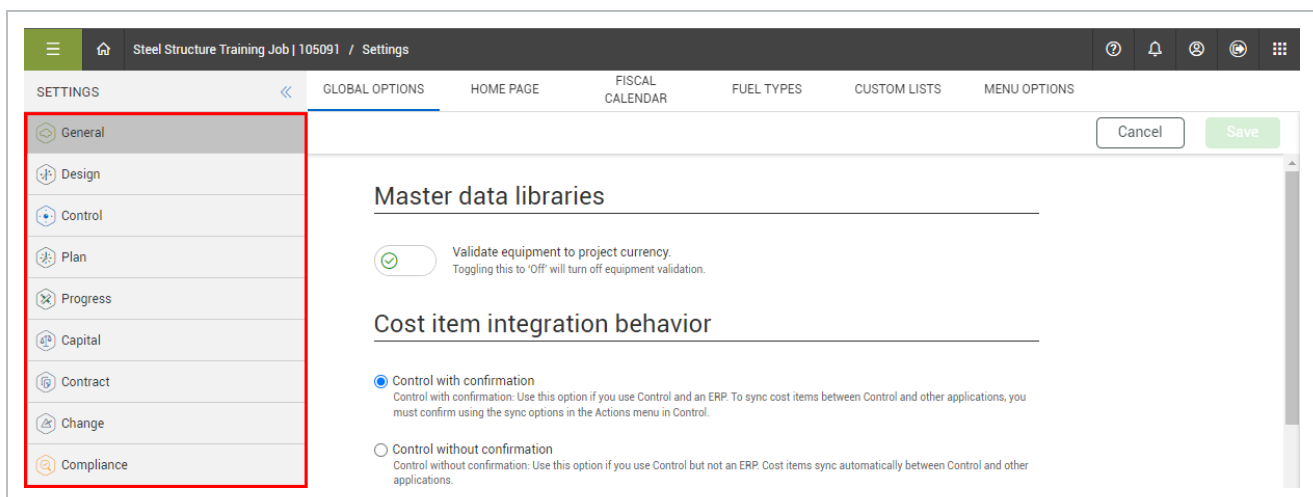 Steel Structure Training Job | 105091 / Settings
SETTINGS
GLOBAL OPTIONS
HOME PAGE
FISCAL
CALENDAR
FUEL TYPES
CUSTOM LISTS
MENU OPTIONS
General
Design
Control
Plan
Progress
Capital
Contract
Change
Compliance
Cancel
Save
Master data libraries
Validate equipment to project currency.
Toggling this to 'Off' will turn off equipment validation.
Cost item integration behavior
Control with confirmation
Control with confirmation: Use this option if you use Control and an ERP. To sync cost items between Control and other applications, you
must confirm using the sync options in the Actions menu in Control.
Control without confirmation
Control without confirmation: Use this option if you use Control but not an ERP. Cost items sync automatically between Control and other
applications.